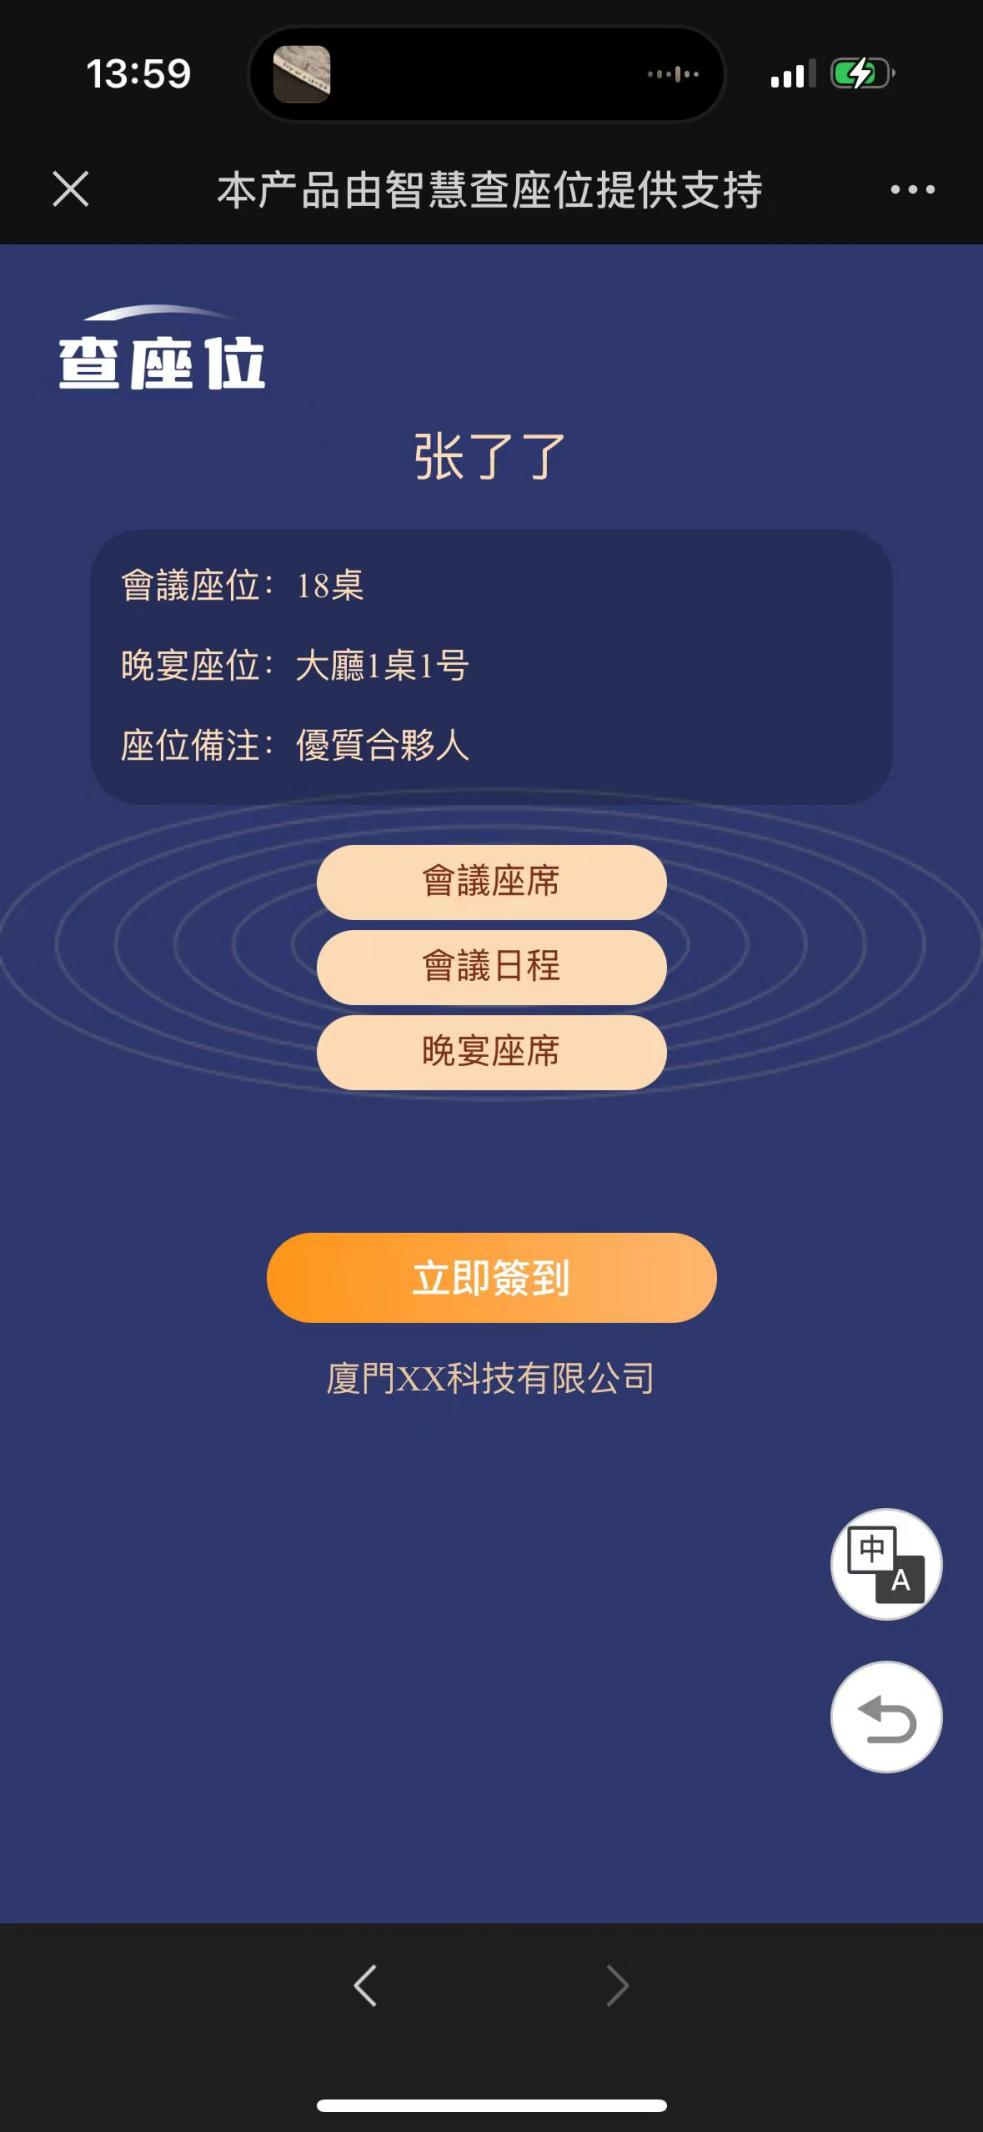 13:59
本产品由智慧查座位提供支持
查座位
张了了
會議座位：18桌
晚宴座位：大廳1桌1号
座位備注：優質合夥人
會議座席
會議日程
晚宴座席
立即簽到
廈門XX科技有限公司
中
A